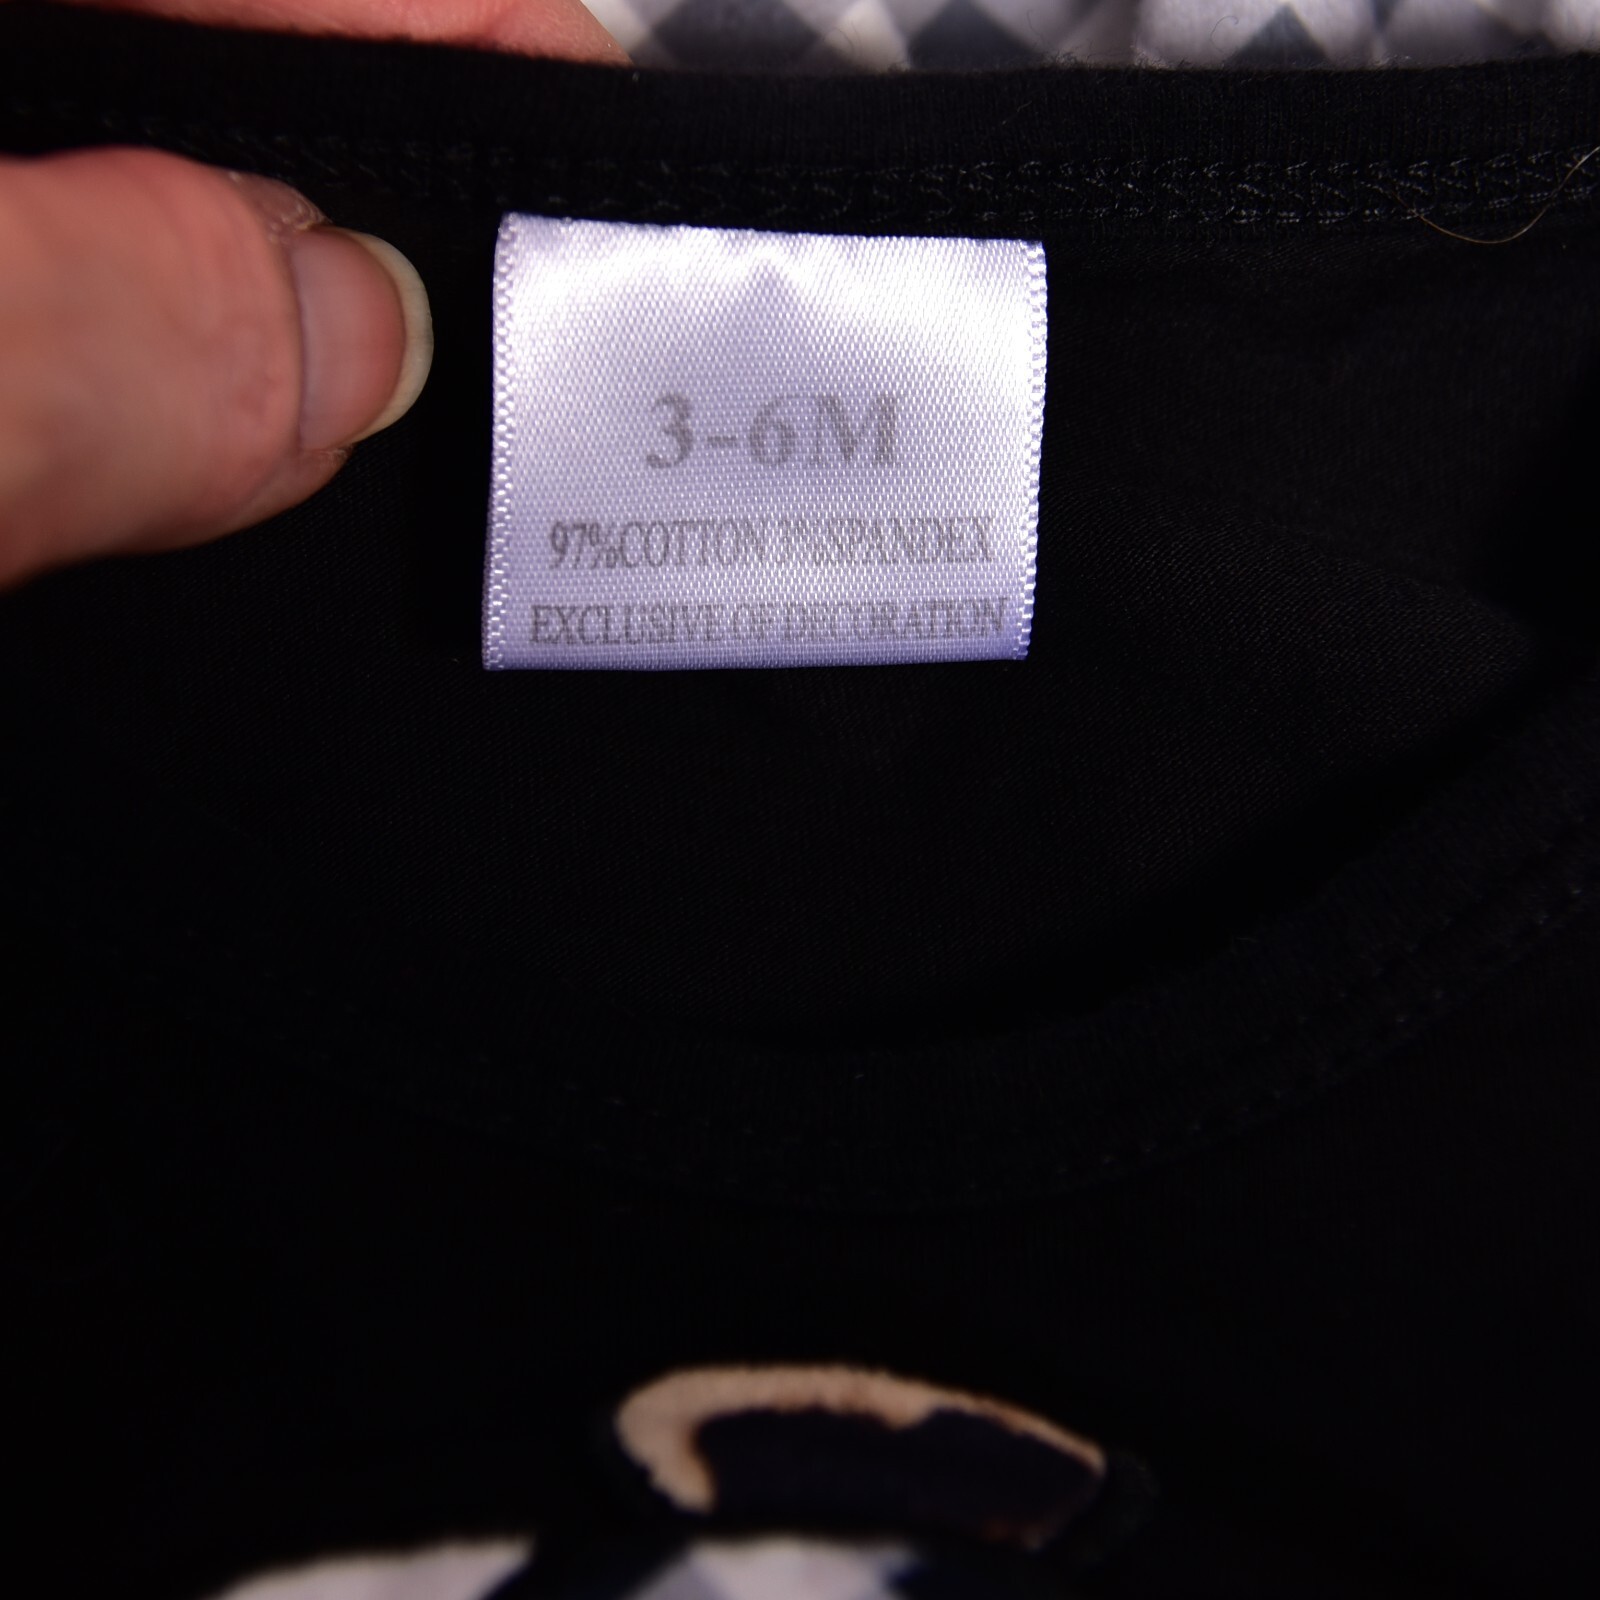 3-6M
97%COTTON 3%SPANDEX
EXCLUSIVE OF DECORATION